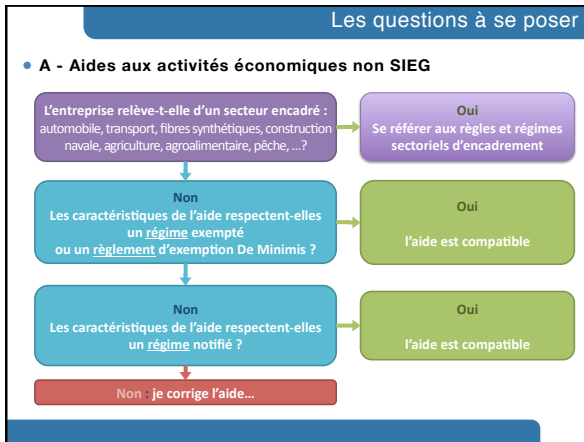 Les questions à se poser
• A - Aides aux activités économiques non SIEG
L'entreprise relève-t-elle d'un secteur encadré :
automobile, transport, fibres synthétiques, construction
navale, agriculture, agroalimentaire, pêche, ...?
Oui
Se référer aux règles et régimes
sectoriels d'encadrement
Non
Les caractéristiques de l'aide respectent-elles
un régime exempté
ou un règlement d'exemption De Minimis ?
Oui
l'aide est compatible
Non
Les caractéristiques de l'aide respectent-elles
un régime notifié ?
Oui
l'aide est compatible
Non : je corrige l'aide...